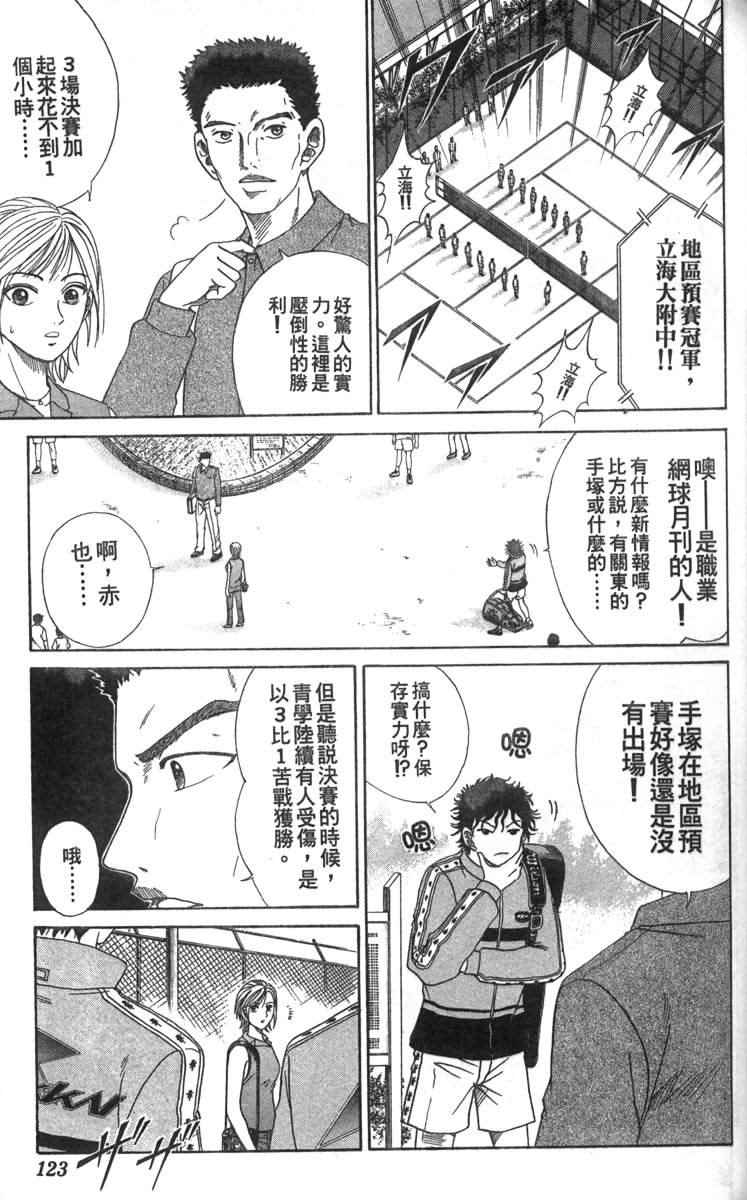 立海!!
立海!!
立海!!
地區預賽冠軍，
立海大附中!!
3場決賽加
起來花不到1
個小時……
好驚人的實
力。這裡是
壓倒性的勝
利！
噢──是職業
網球月刊的人！
有什麼新情報嗎？
比方說，有關東的
手塚或什麼的……
啊，赤
也……
手塚在地區預
賽好像還是沒
有出場！
搞什麼？保
存實力呀!?
嗯
嗯
但是聽說決賽的時候，
青學陸續有人受傷，是
以3比1苦戰獲勝。
哦……
KKAI
ザザ
123